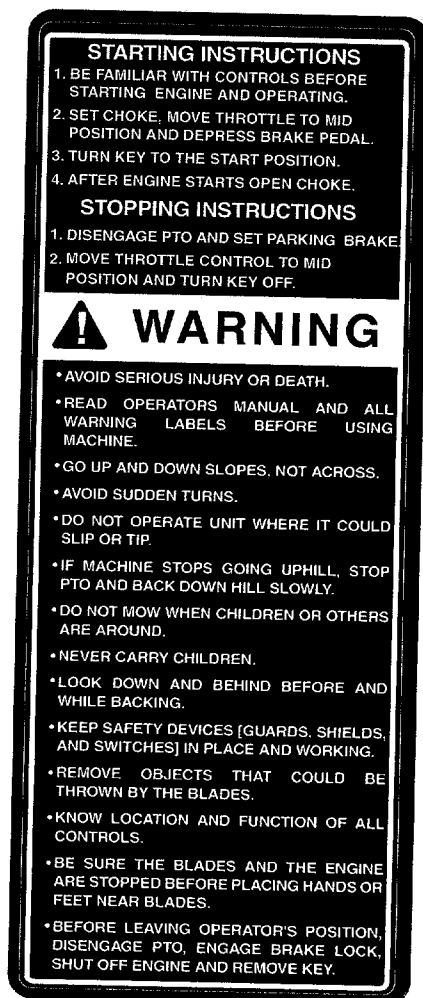 STARTING INSTRUCTIONS
1. BE FAMILIAR WITH CONTROLS BEFORE
STARTING ENGINE AND OPERATING.
2. SET CHOKE, MOVE THROTTLE TO MID
POSITION AND DEPRESS BRAKE PEDAL.
3. TURN KEY TO THE START POSITION.
4. AFTER ENGINE STARTS OPEN CHOKE.
STOPPING INSTRUCTIONS
1. DISENGAGE PTO AND SET PARKING BRAKE.
2. MOVE THROTTLE CONTROL TO MID
POSITION AND TURN KEY OFF.
WARNING
•AVOID SERIOUS INJURY OR DEATH.
•READ OPERATORS MANUAL AND ALL
WARNING LABELS BEFORE USING
MACHINE.
•GO UP AND DOWN SLOPES, NOT ACROSS.
•AVOID SUDDEN TURNS.
•DO NOT OPERATE UNIT WHERE IT COULD
SLIP OR TIP.
•IF MACHINE STOPS GOING UPHILL, STOP
PTO AND BACK DOWN HILL SLOWLY.
•DO NOT MOW WHEN CHILDREN OR OTHERS
ARE AROUND.
•NEVER CARRY CHILDREN.
•LOOK DOWN AND BEHIND BEFORE AND
WHILE BACKING.
•KEEP SAFETY DEVICES [GUARDS. SHIELDS,
AND SWITCHES] IN PLACE AND WORKING.
•REMOVE OBJECTS THAT COULD BE
THROWN BY THE BLADES.
•KNOW LOCATION AND FUNCTION OF ALL
CONTROLS.
•BE SURE THE BLADES AND THE ENGINE
ARE STOPPED BEFORE PLACING HANDS OR
FEET NEAR BLADES.
•BEFORE LEAVING OPERATOR'S POSITION,
DISENGAGE PTO, ENGAGE BRAKE LOCK,
SHUT OFF ENGINE AND REMOVE KEY.